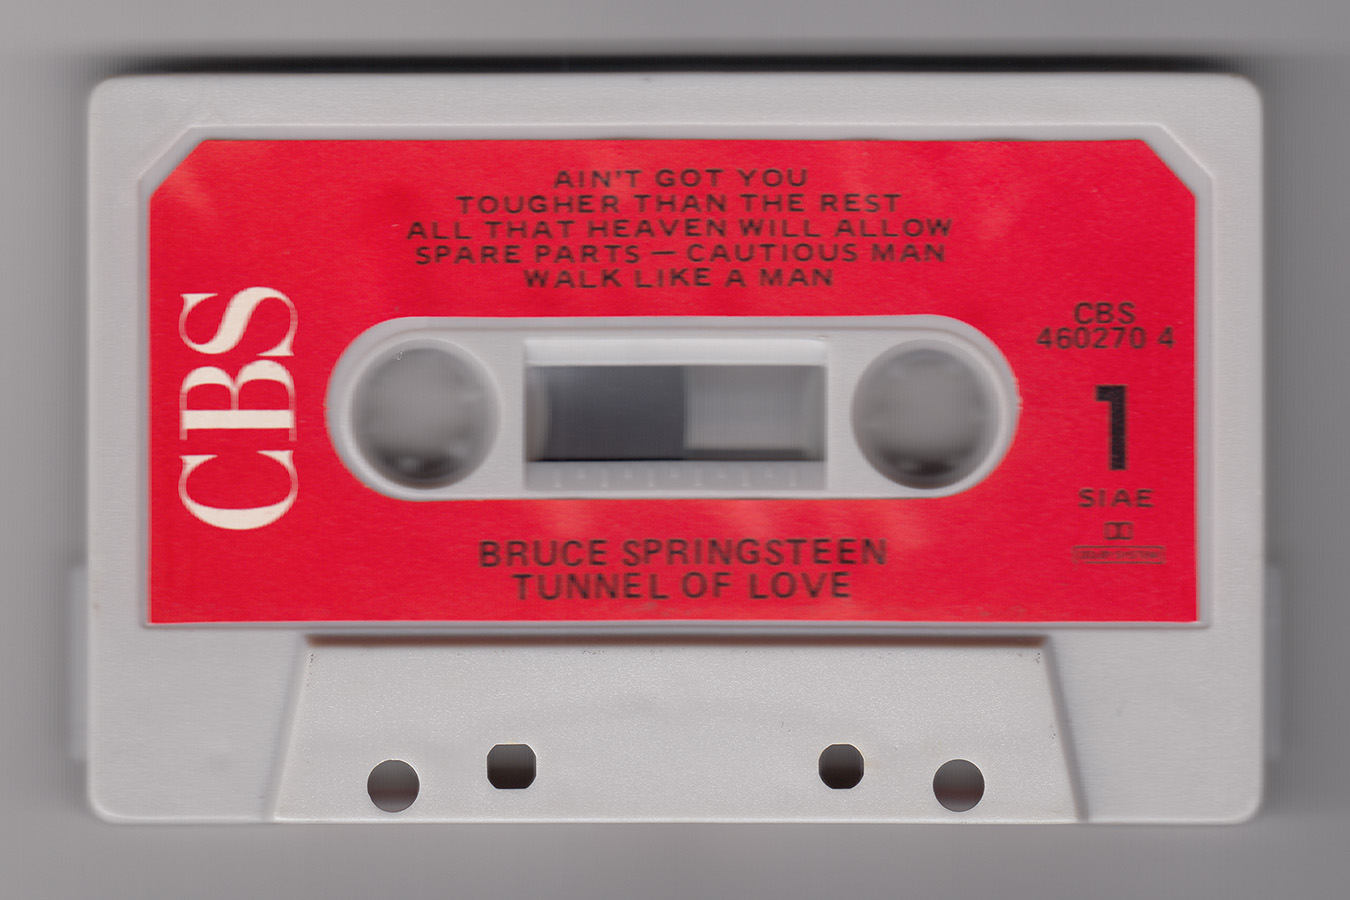 AIN'T GOT YOU
TOUGHER THAN THE REST
ALL THAT HEAVEN WILL ALLOW
SPARE PARTS — CAUTIOUS MAN
WALK LIKE A MAN
CBS
CBS
460270 4
1
SIAE
BRUCE SPRINGSTEEN
TUNNEL OF LOVE